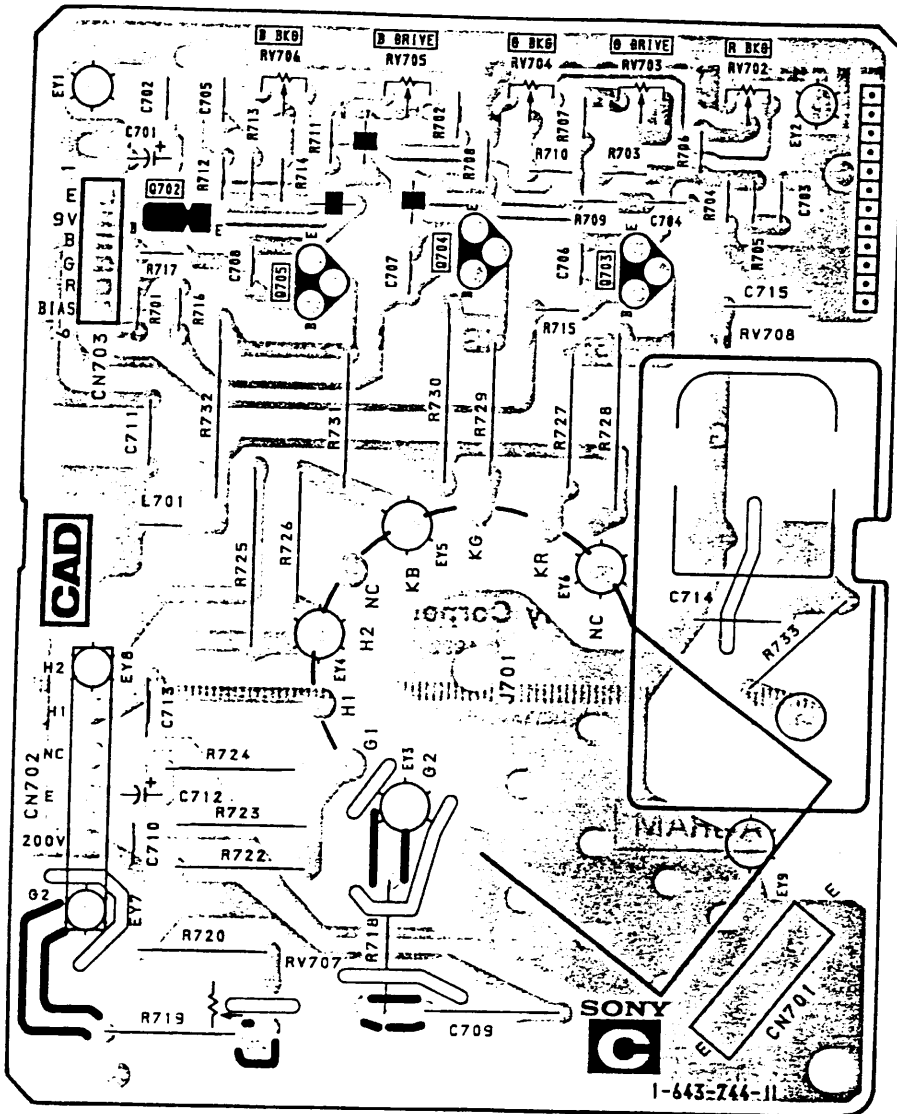 B BKG
B DRIVE
G BKG
G DRIVE
R BKG
RV706
RV705
RV704
RV703
RV702
EY1
C702
C705
R713
R711
R702
R707
R706
EY2
C701
R712
R714
R708
R710
R703
R704
C703
Q702
B
E
R709
C704
R705
I
E
9V
B
G
R
BIAS
CN703
R717
R701
R716
C708
Q705
E
B
C707
Q704
E
B
C706
Q703
E
B
R715
C715
RV708
C711
R732
R731
R730
R729
R727
R728
L701
CAD
R725
R726
NC
KB
EY5
KG
KR
EY6
NC
C714
R733
H2
EY4
H1
J701
G1
EY3
G2
H2
H1
NC
E
200V
G2
CN702
EY8
C713
R724
C712
R723
C710
R722
EY7
R720
RV707
R718
R719
C709
EY9
E
E
CN701
SONY
C
1-643-744-11